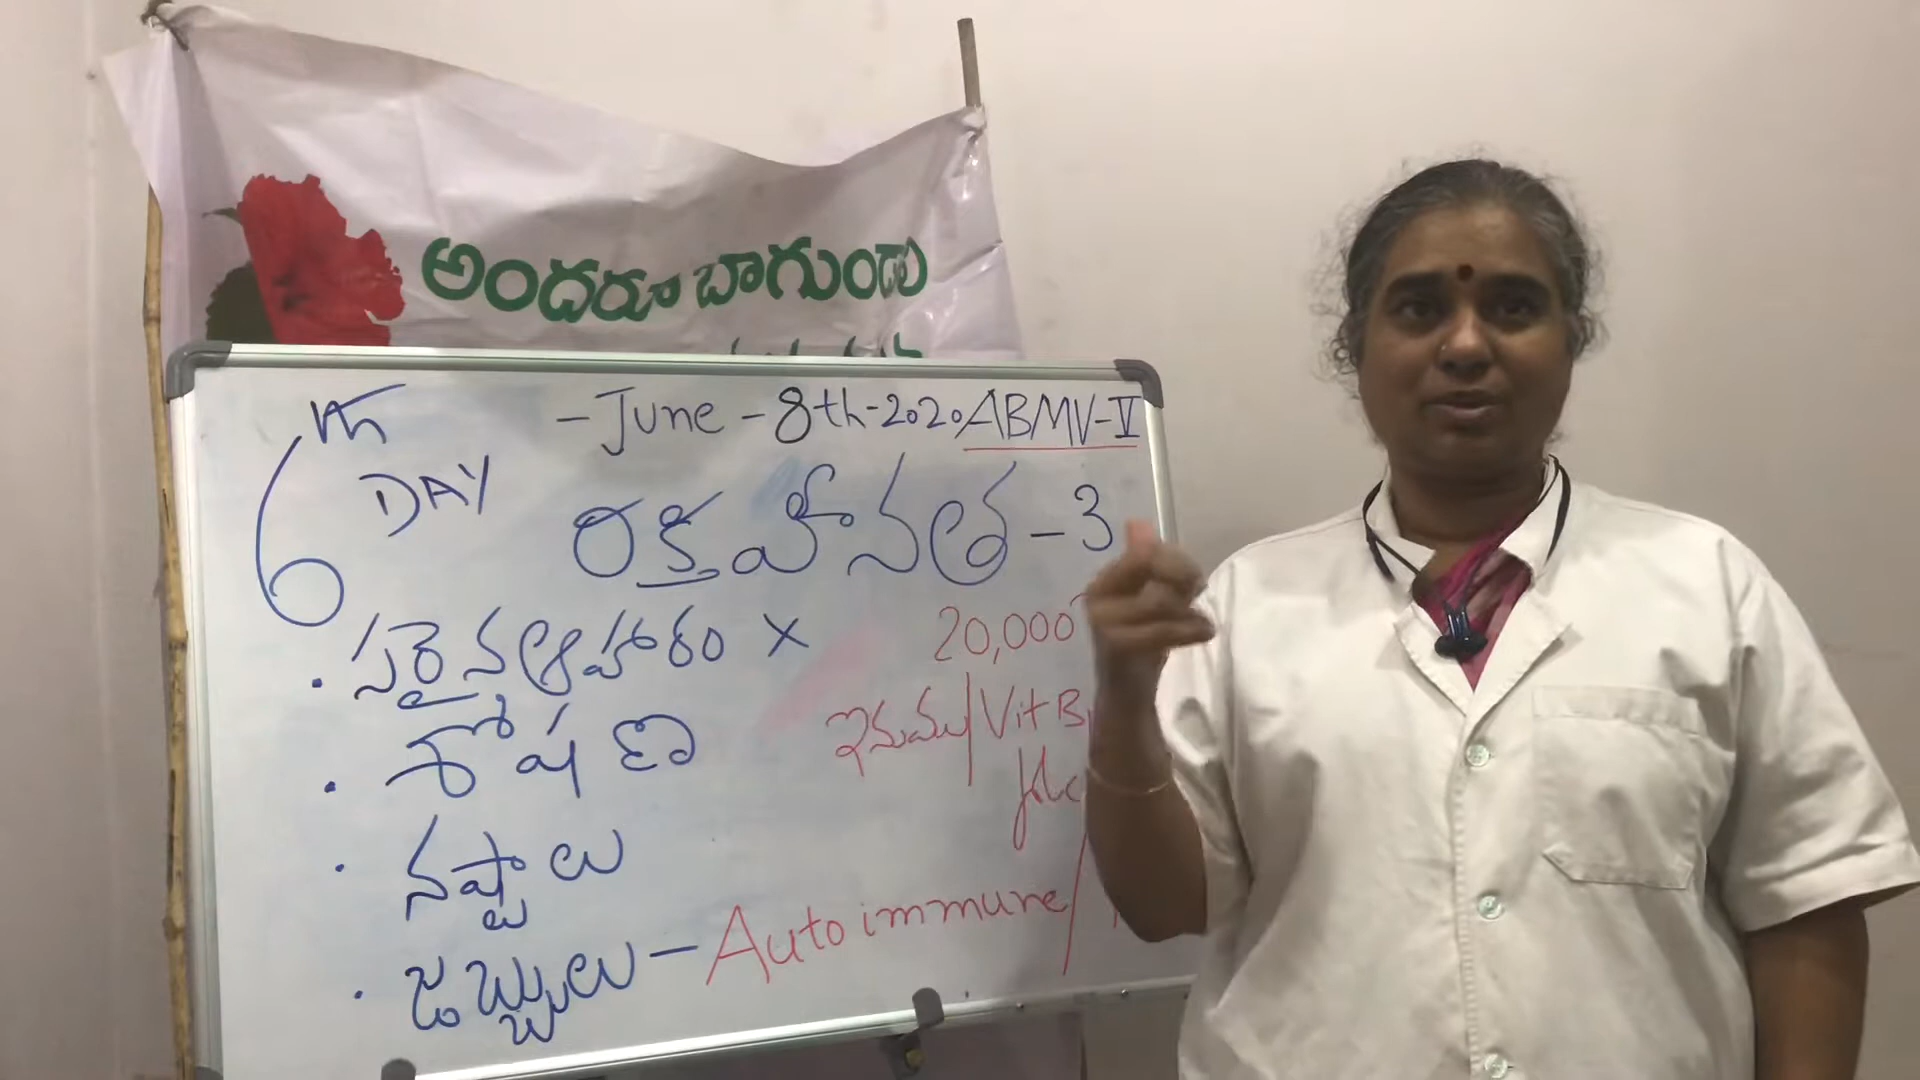 అందరూ బాగుండు
6th - June - 8th - 2020 ABMV-V
DAY
రక్తహీనత - 3
. సరైన ఆహారం X
20,000
. శోషణ
ఇనుము / Vit B
. నష్టాలు
. జబ్బులు - Auto immune /